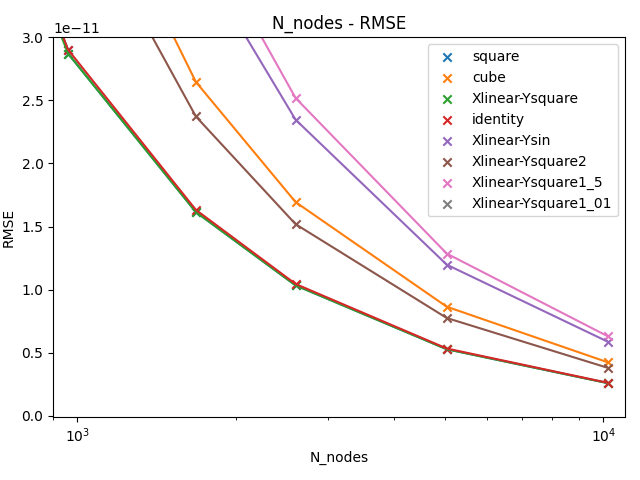 N_nodes - RMSE
1e−11
3.0
2.5
2.0
1.5
1.0
0.5
0.0
RMSE
square
cube
Xlinear-Ysquare
identity
Xlinear-Ysin
Xlinear-Ysquare2
Xlinear-Ysquare1_5
Xlinear-Ysquare1_01
10³ 10⁴
N_nodes